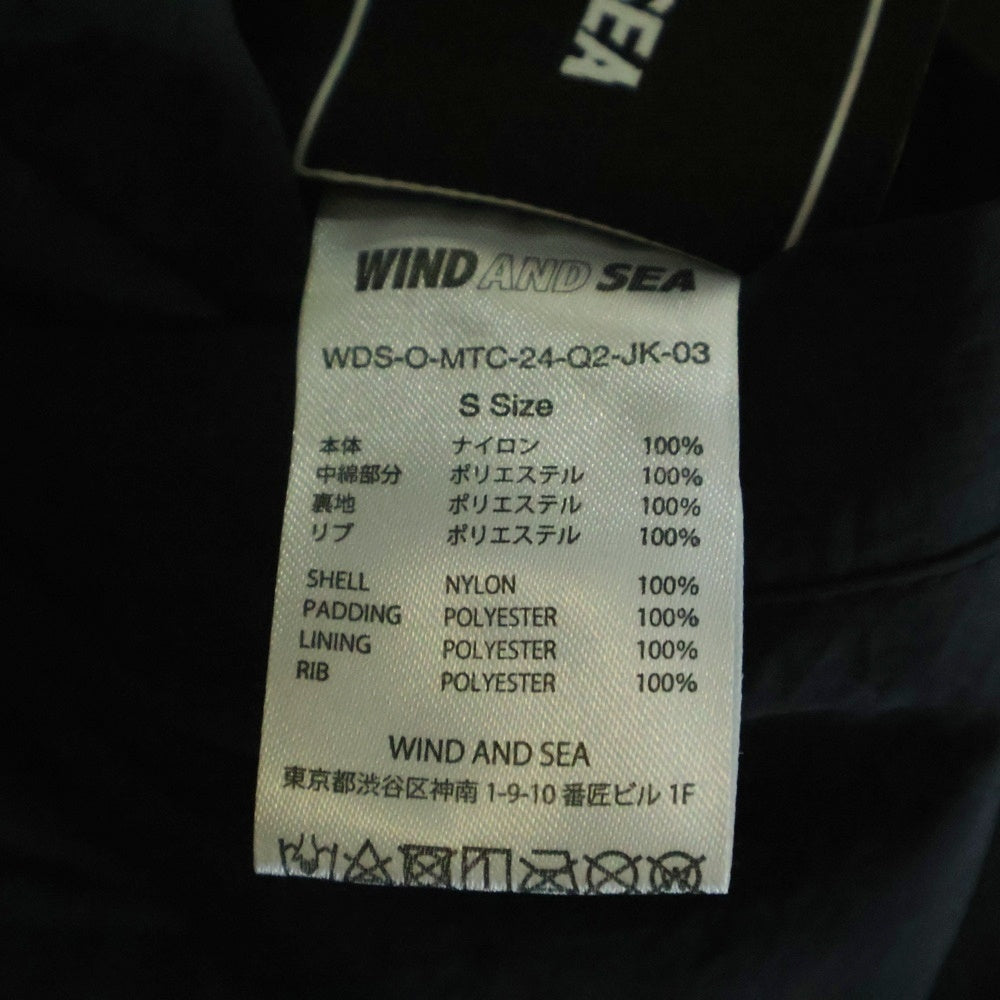 SEA
WIND AND SEA
WDS-O-MTC-24-Q2-JK-03
S Size
本体 ナイロン 100%
中綿部分 ポリエステル 100%
裏地 ポリエステル 100%
リブ ポリエステル 100%
SHELL NYLON 100%
PADDING POLYESTER 100%
LINING POLYESTER 100%
RIB POLYESTER 100%
WIND AND SEA
東京都渋谷区神南 1-9-10 番匠ビル 1F